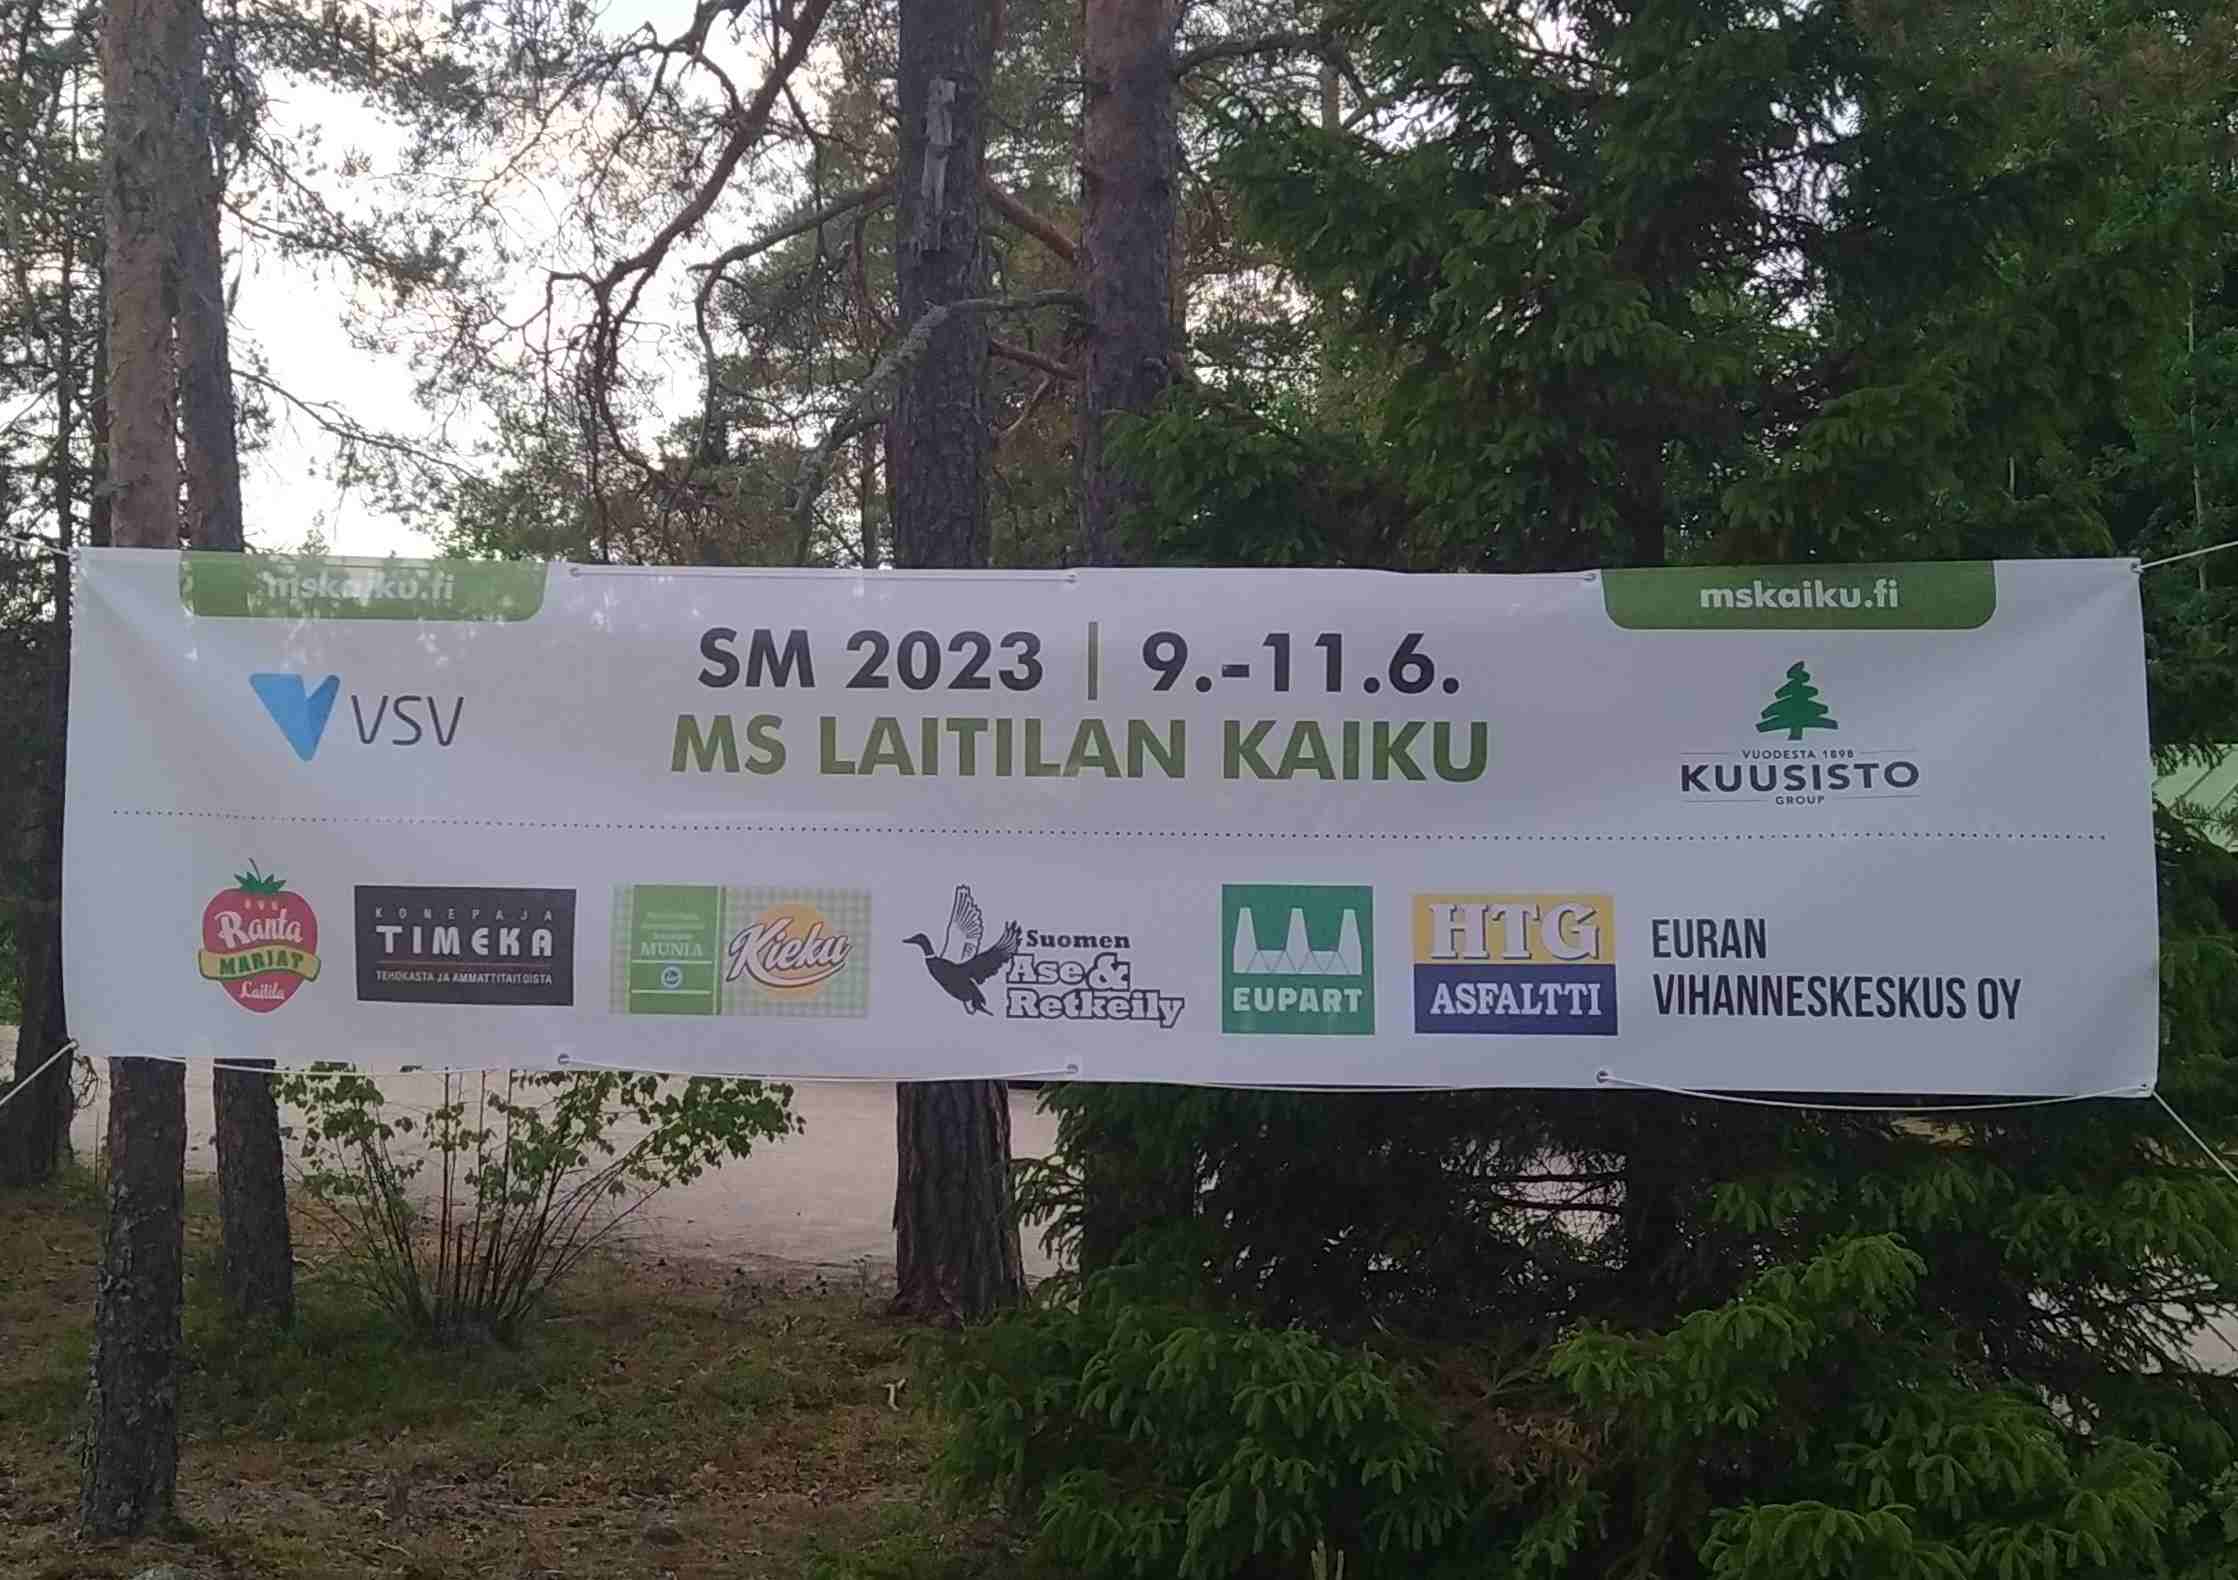 mskaiku.fi
mskaiku.fi
SM 2023 | 9.-11.6.
MS LAITILAN KAIKU
VSV
VUODESTA 1898
KUUSISTO
GROUP
Ranta
MARJAT
Laitila
KONEPAJA
TIMEKA
TEHOKASTA JA AMMATTITAITOISTA
MUNIA
Kieku
Suomen
Ase &
Retkeily
EUPART
HTG
ASFALTTI
EURAN
VIHANNESKESKUS OY